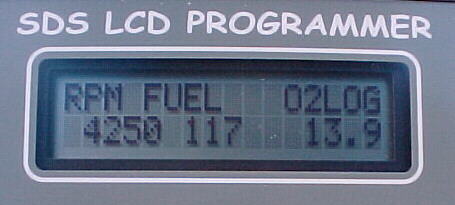 SDS LCD PROGRAMMER
RPM FUEL O2LOG
4250 117 13.9